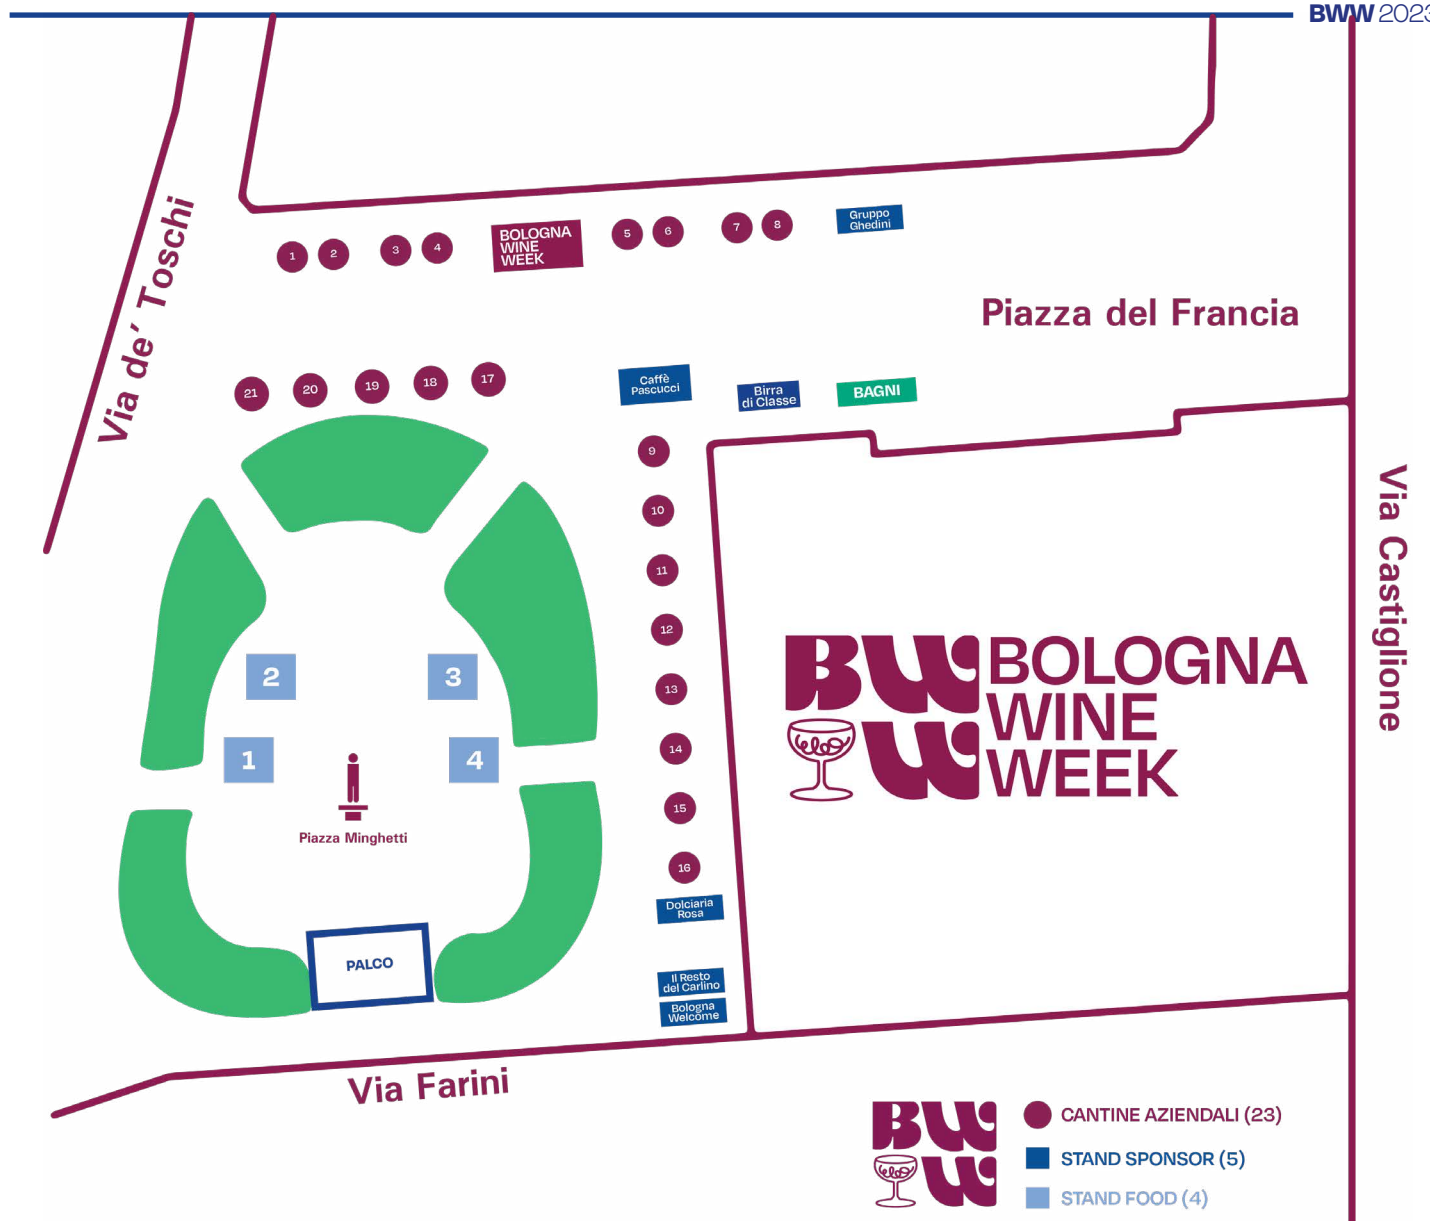 BWW 2023
Via de' Toschi
1
2
3
4
BOLOGNA
WINE
WEEK
5
6
7
8
Gruppo
Ghedini
Piazza del Francia
21
20
19
18
17
Caffè
Pascucci
Birra
di Classe
BAGNI
9
10
11
12
13
14
15
16
Via Castiglione
2
3
1
4
Piazza Minghetti
BW
W
BOLOGNA
WINE
WEEK
Dolciaria
Rosa
PALCO
Il Resto
del Carlino
Bologna
Welcome
Via Farini
BW
W
CANTINE AZIENDALI (23)
STAND SPONSOR (5)
STAND FOOD (4)